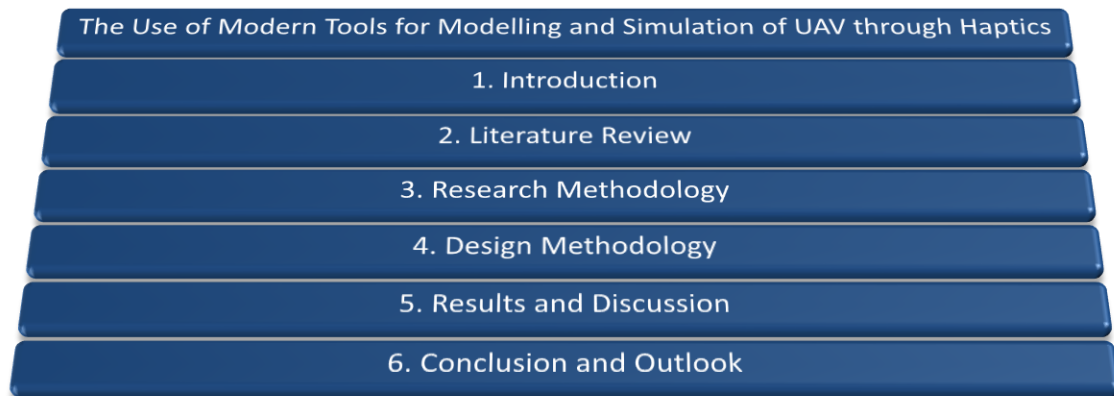 The Use of Modern Tools for Modelling and Simulation of UAV through Haptics
1. Introduction
2. Literature Review
3. Research Methodology
4. Design Methodology
5. Results and Discussion
6. Conclusion and Outlook